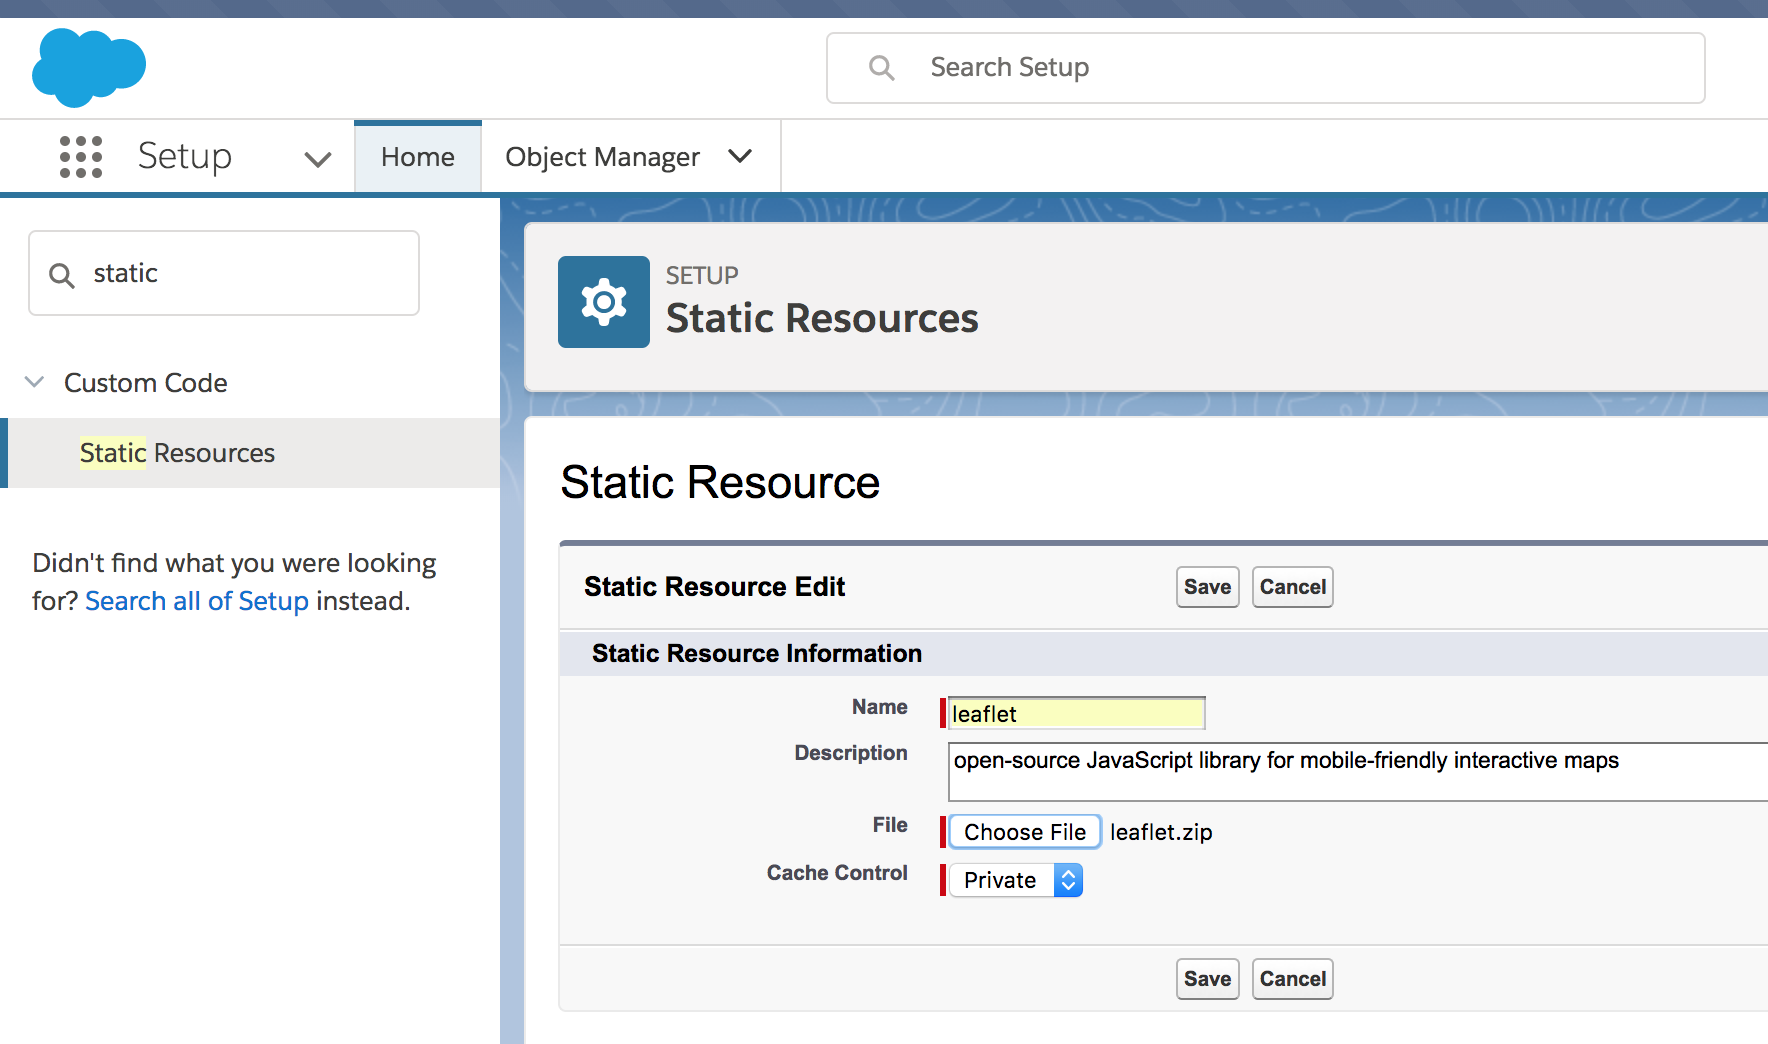 Search Setup
Setup
Home
Object Manager
static
Custom Code
Static Resources
Didn't find what you were looking
for? Search all of Setup instead.
SETUP
Static Resources
Static Resource
Static Resource Edit
Save
Cancel
Static Resource Information
Name
leaflet
Description
open-source JavaScript library for mobile-friendly interactive maps
File
Choose File
leaflet.zip
Cache Control
Private
Save
Cancel